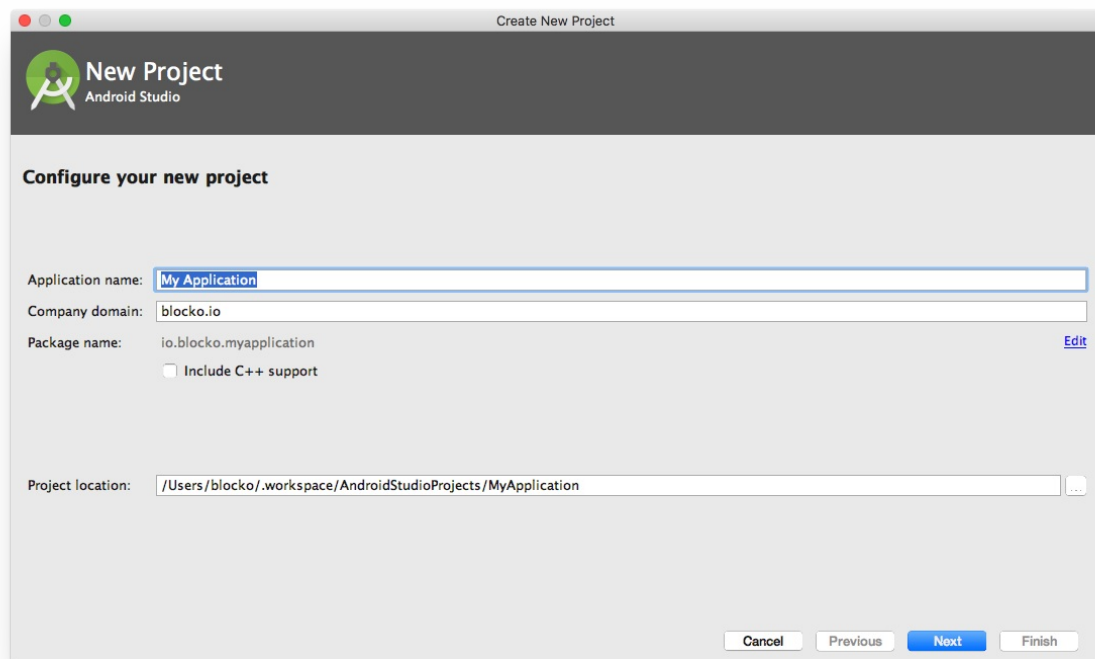 Create New Project
New Project
Android Studio
Configure your new project
Application name: My Application
Company domain: blocko.io
Package name: io.blocko.myapplication Edit
Include C++ support
Project location: /Users/blocko/.workspace/AndroidStudioProjects/MyApplication ...
Cancel Previous Next Finish